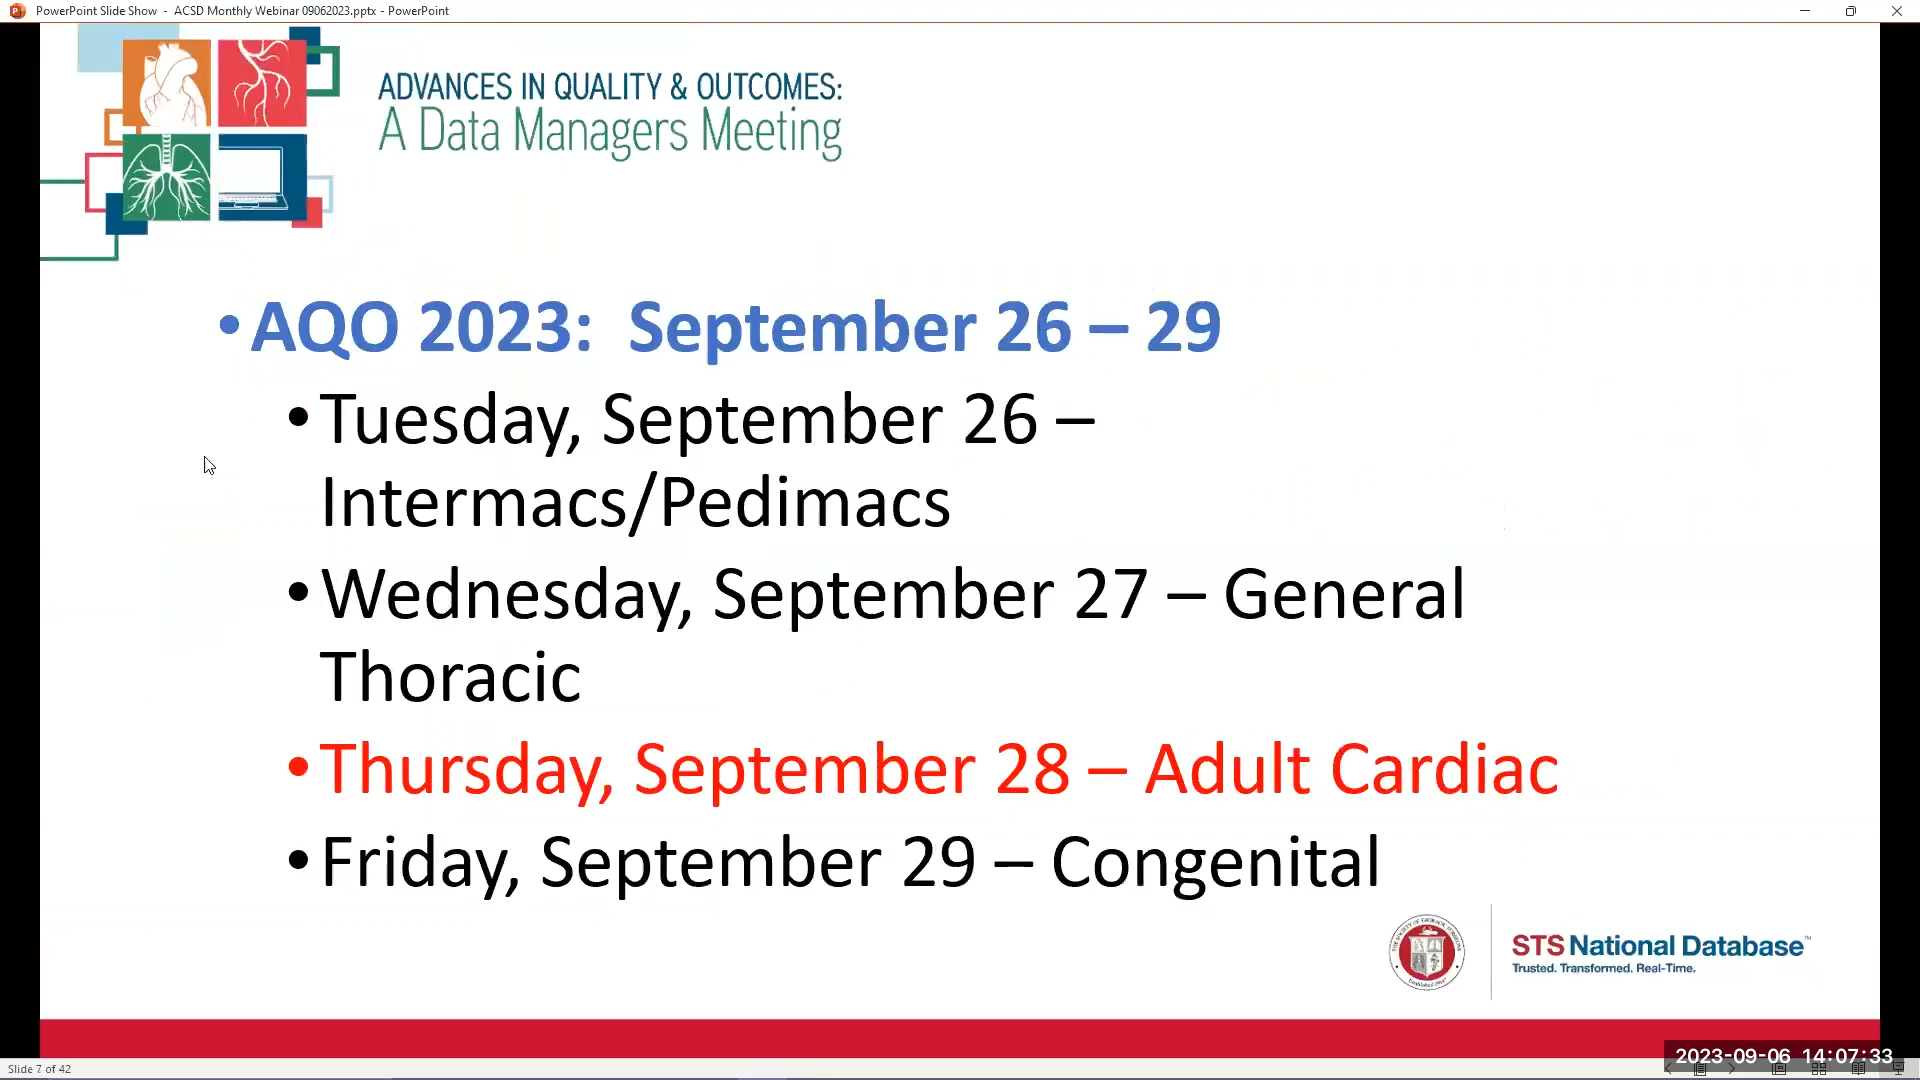 PowerPoint Slide Show - ACSD Monthly Webinar 09062023.pptx - PowerPoint
ADVANCES IN QUALITY & OUTCOMES:
A Data Managers Meeting
•AQO 2023: September 26 – 29
•Tuesday, September 26 –
Intermacs/Pedimacs
•Wednesday, September 27 – General
Thoracic
•Thursday, September 28 – Adult Cardiac
•Friday, September 29 – Congenital
STS National Database™
Trusted. Transformed. Real-Time.
2023-09-06 14:07:33
Slide 7 of 42